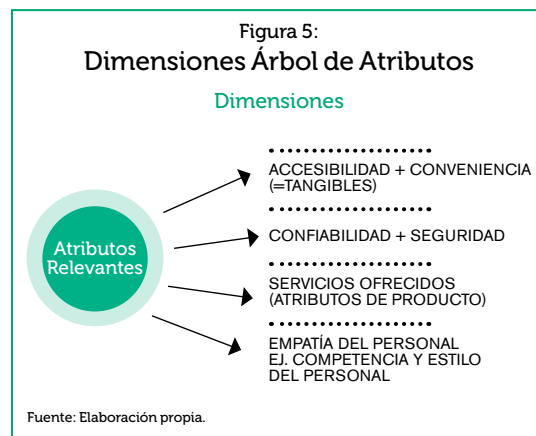 Figura 5:
Dimensiones Árbol de Atributos
Dimensiones
Atributos
Relevantes
ACCESIBILIDAD + CONVENIENCIA
(=TANGIBLES)
CONFIABILIDAD + SEGURIDAD
SERVICIOS OFRECIDOS
(ATRIBUTOS DE PRODUCTO)
EMPATÍA DEL PERSONAL
EJ. COMPETENCIA Y ESTILO
DEL PERSONAL
Fuente: Elaboración propia.